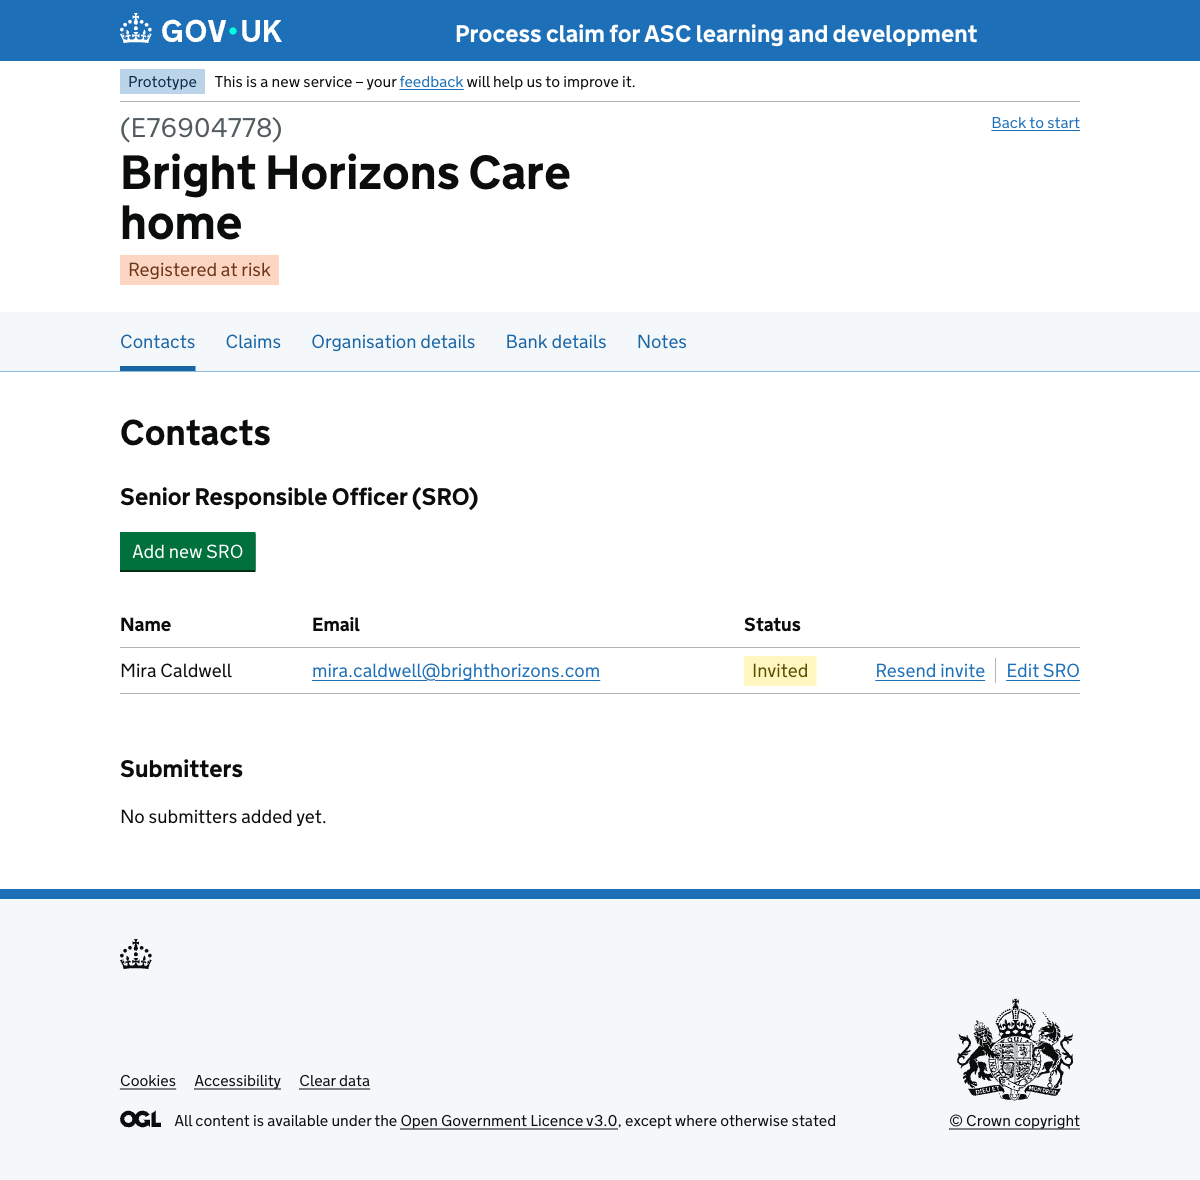 GOV·UK
Process claim for ASC learning and development
Prototype
This is a new service – your feedback will help us to improve it.
(E76904778)
Back to start
Bright Horizons Care
home
Registered at risk
Contacts
Claims
Organisation details
Bank details
Notes
Contacts
Senior Responsible Officer (SRO)
Add new SRO
Name
Email
Status
Mira Caldwell
mira.caldwell@brighthorizons.com
Invited
Resend invite
Edit SRO
Submitters
No submitters added yet.
Cookies
Accessibility
Clear data
OGL
All content is available under the Open Government Licence v3.0, except where otherwise stated
© Crown copyright